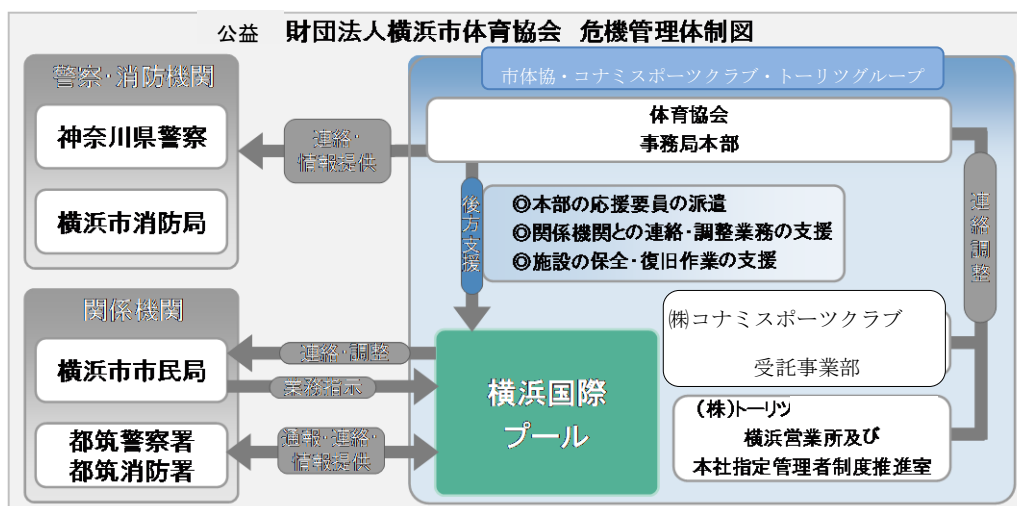 公益 財団法人横浜市体育協会 危機管理体制図
警察・消防機関
神奈川県警察
横浜市消防局
連絡・
情報提供
市体協・コナミスポーツクラブ・トーリツグループ
体育協会
事務局本部
後方支援
◎本部の応援要員の派遣
◎関係機関との連絡・調整業務の支援
◎施設の保全・復旧作業の支援
連絡調整
関係機関
横浜市市民局
都筑警察署
都筑消防署
連絡・調整
業務指示
通報・連絡・
情報提供
横浜国際
プール
㈱コナミスポーツクラブ
受託事業部
(株)トーリツ
横浜営業所及び
本社指定管理者制度推進室